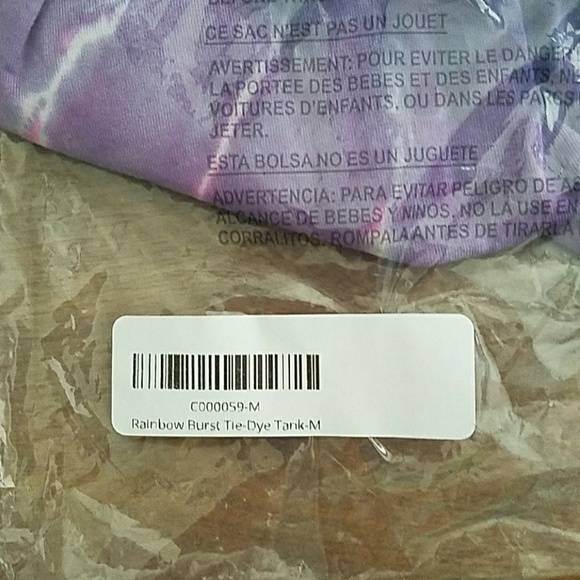 CE SAC N'EST PAS UN JOUET
AVERTISSEMENT: POUR EVITER LE DANGER
LA PORTEE DES BEBES ET DES ENFANTS, NE
VOITURES D'ENFANTS, OU DANS LES PARCS
JETER.
ESTA BOLSA NO ES UN JUGUETE
ADVERTENCIA: PARA EVITAR PELIGRO DE AS
ALCANCE DE BEBES Y NINOS. NO LA USE EN
CORRALITOS. ROMPALA ANTES DE TIRARLA
C000059-M
Rainbow Burst Tie-Dye Tank-M